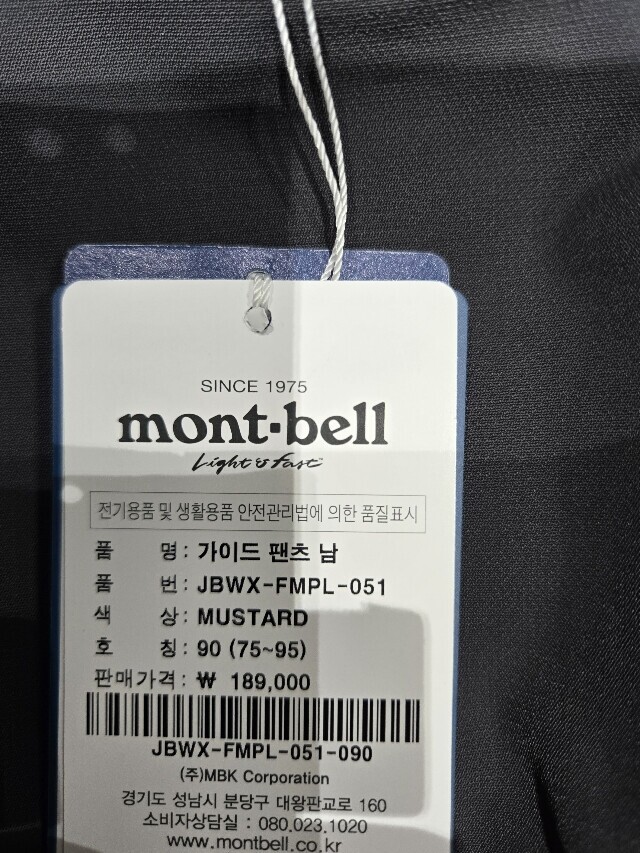 SINCE 1975
mont-bell
Light & Fast
전기용품 및 생활용품 안전관리법에 의한 품질표시
품 명: 가이드 팬츠 남
품 번: JBWX-FMPL-051
색 상: MUSTARD
호 칭: 90 (75~95)
판매가격: ₩ 189,000
JBWX-FMPL-051-090
(주)MBK Corporation
경기도 성남시 분당구 대왕판교로 160
소비자상담실 : 080.023.1020
www.montbell.co.kr